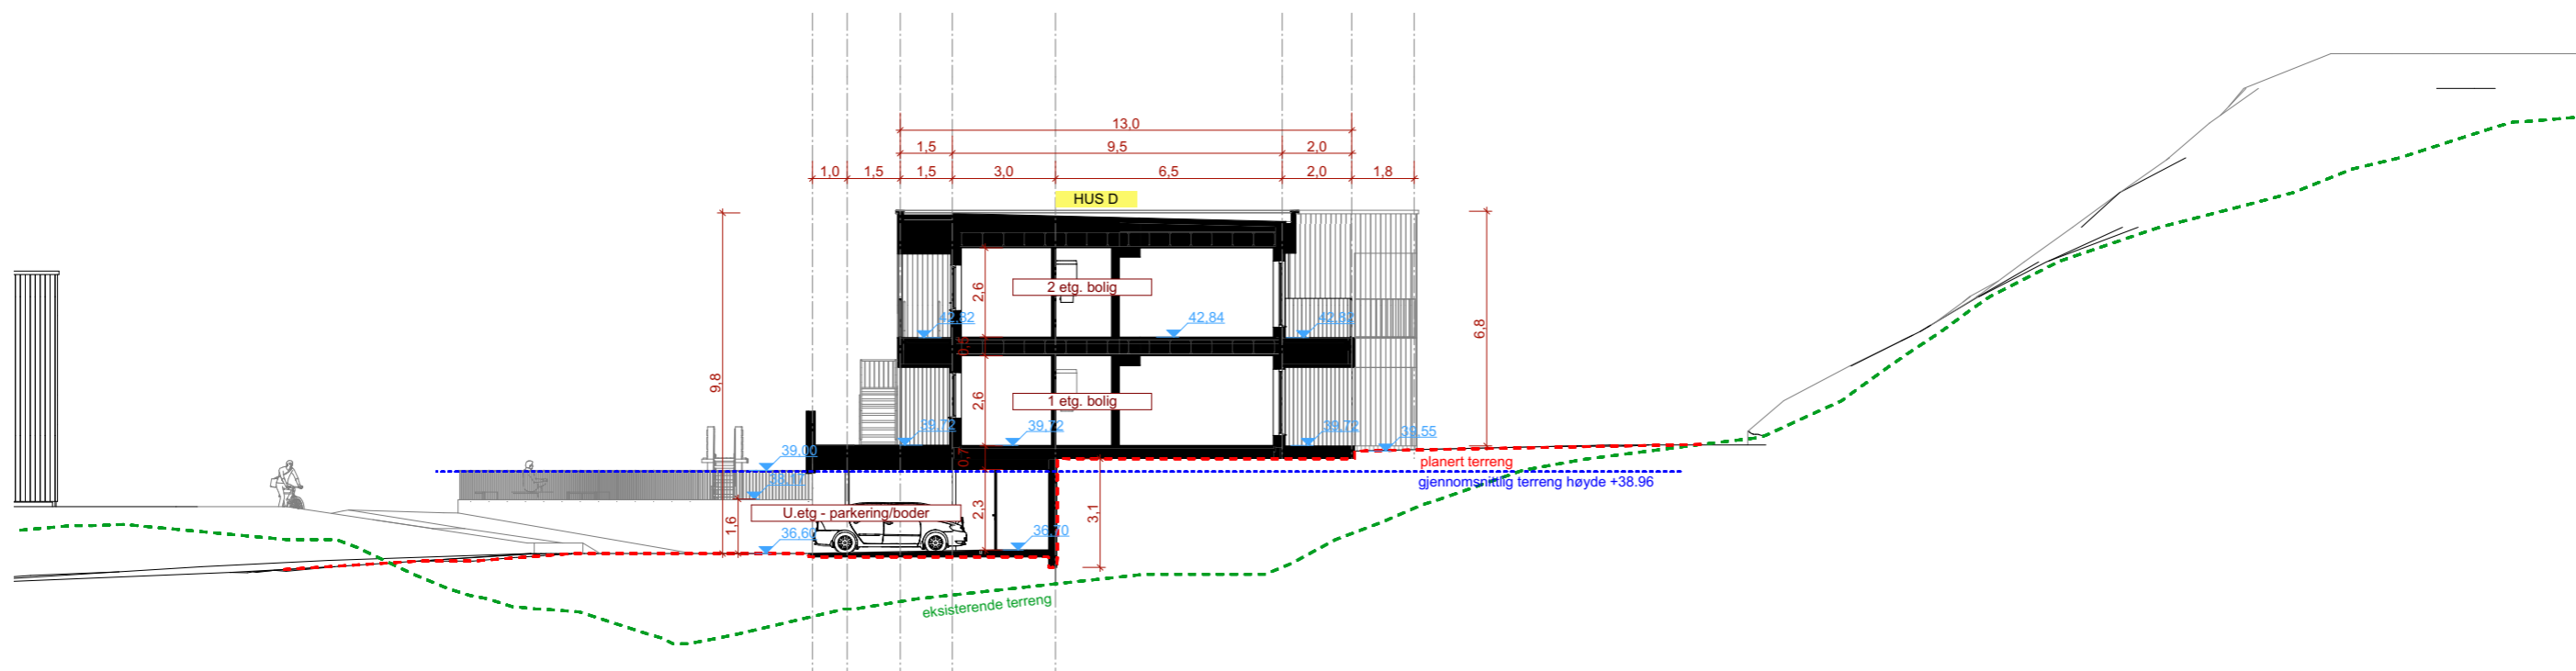 13,0
1,5 9,5 2,0
1,0 1,5 1,5 3,0 6,5 2,0 1,8
HUS D
2 etg. bolig
2,6
42,82 42,84 42,82
6,8
9,8
1 etg. bolig
2,6
39,72 39,72 39,72 39,55
0,7
39,00
planert terreng
38,17
gjennomsnittlig terreng høyde +38.96
U.etg - parkering/boder
1,6
2,3
3,1
36,60 36,70
eksisterende terreng